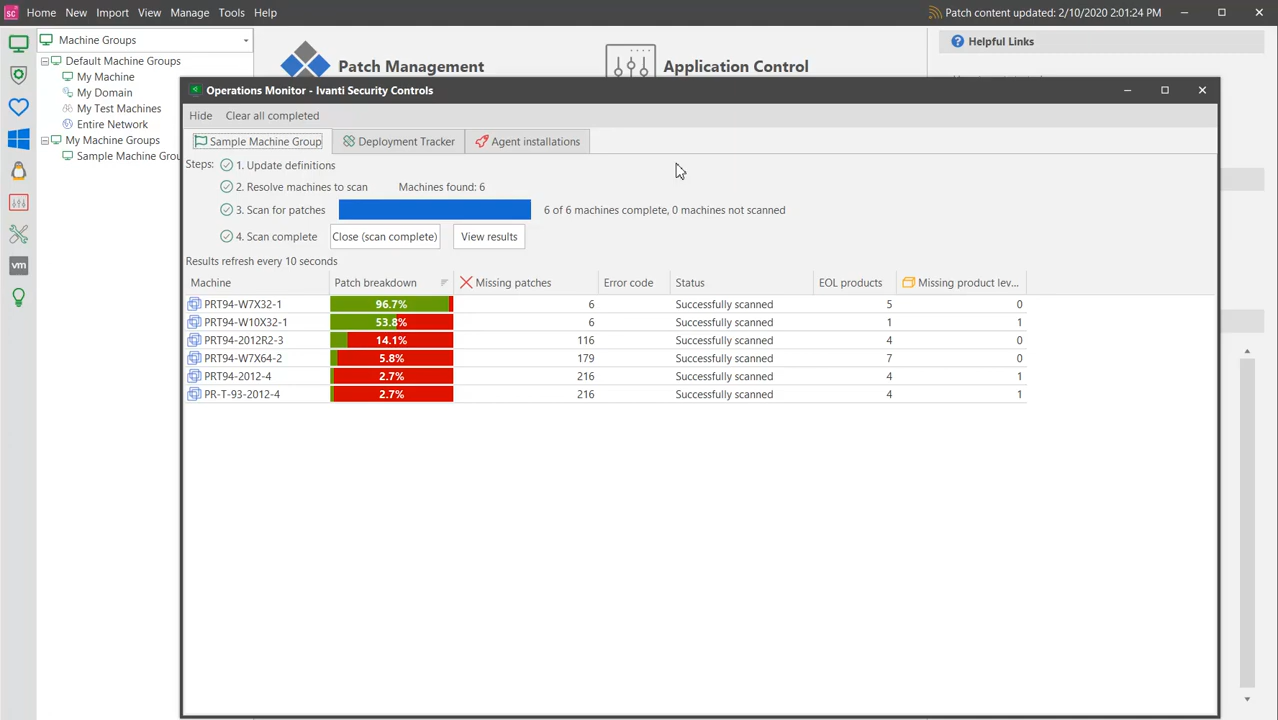 SC Home New Import View Manage Tools Help Patch content updated: 2/10/2020 2:01:24 PM
Machine Groups
Default Machine Groups
My Machine
My Domain
My Test Machines
Entire Network
My Machine Groups
Sample Machine Grou
vm
Patch Management Application Control
? Helpful Links
Operations Monitor - Ivanti Security Controls
Hide Clear all completed
Sample Machine Group Deployment Tracker Agent installations
Steps: 1. Update definitions
2. Resolve machines to scan Machines found: 6
3. Scan for patches 6 of 6 machines complete, 0 machines not scanned
4. Scan complete Close (scan complete) View results
Results refresh every 10 seconds
Machine Patch breakdown Missing patches Error code Status EOL products Missing product lev...
PRT94-W7X32-1 96.7% 6 Successfully scanned 5 0
PRT94-W10X32-1 53.8% 6 Successfully scanned 1 1
PRT94-2012R2-3 14.1% 116 Successfully scanned 4 0
PRT94-W7X64-2 5.8% 179 Successfully scanned 7 0
PRT94-2012-4 2.7% 216 Successfully scanned 4 1
PR-T-93-2012-4 2.7% 216 Successfully scanned 4 1